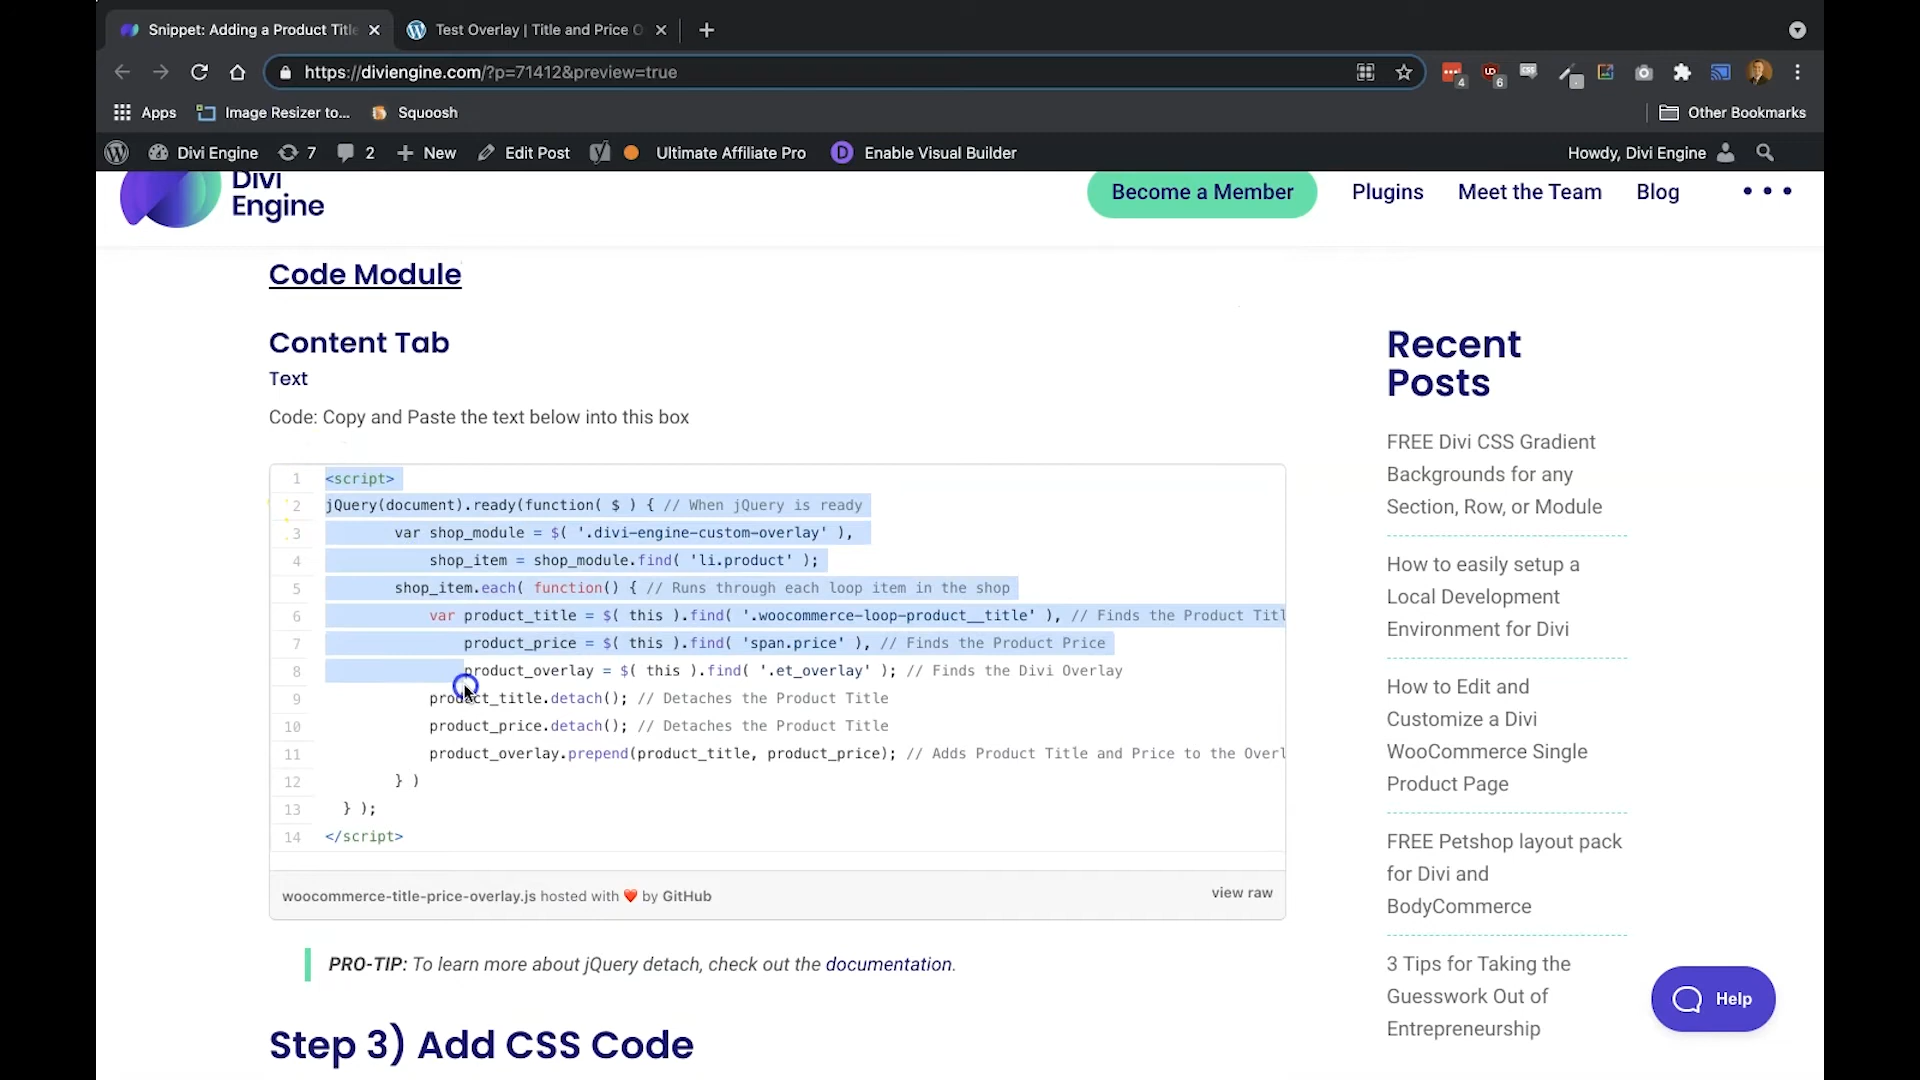 Snippet: Adding a Product Title
Test Overlay | Title and Price O
https://diviengine.com/?p=71412&preview=true
4
6
CSS
Apps
Image Resizer to...
Squoosh
Other Bookmarks
Divi Engine
7
2
New
Edit Post
Ultimate Affiliate Pro
D
Enable Visual Builder
Howdy, Divi Engine
Divi
Engine
Become a Member
Plugins
Meet the Team
Blog
Code Module
Content Tab
Text
Code: Copy and Paste the text below into this box
1 <script>
2 jQuery(document).ready(function( $ ) { // When jQuery is ready
3 var shop_module = $( '.divi-engine-custom-overlay' ),
4 shop_item = shop_module.find( 'li.product' );
5 shop_item.each( function() { // Runs through each loop item in the shop
6 var product_title = $( this ).find( '.woocommerce-loop-product__title' ), // Finds the Product Titl
7 product_price = $( this ).find( 'span.price' ), // Finds the Product Price
8 product_overlay = $( this ).find( '.et_overlay' ); // Finds the Divi Overlay
9 product_title.detach(); // Detaches the Product Title
10 product_price.detach(); // Detaches the Product Title
11 product_overlay.prepend(product_title, product_price); // Adds Product Title and Price to the Overl
12 } )
13 } );
14 </script>
woocommerce-title-price-overlay.js hosted with ❤ by GitHub
view raw
PRO-TIP: To learn more about jQuery detach, check out the documentation.
Step 3) Add CSS Code
Recent
Posts
FREE Divi CSS Gradient
Backgrounds for any
Section, Row, or Module
How to easily setup a
Local Development
Environment for Divi
How to Edit and
Customize a Divi
WooCommerce Single
Product Page
FREE Petshop layout pack
for Divi and
BodyCommerce
3 Tips for Taking the
Guesswork Out of
Entrepreneurship
Help